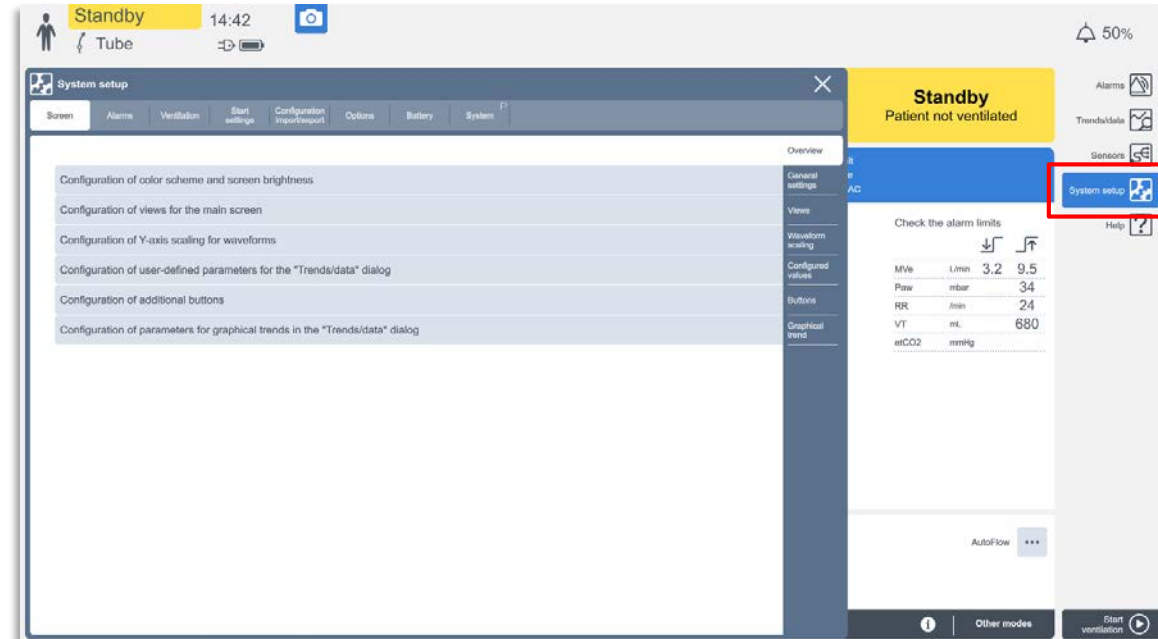 Standby
14:42
Tube
50%
System setup
Screen
Alarms
Ventilation
Start
settings
Configuration
import/export
Options
Battery
System
Overview
Configuration of color scheme and screen brightness
Configuration of views for the main screen
Configuration of Y-axis scaling for waveforms
Configuration of user-defined parameters for the "Trends/data" dialog
Configuration of additional buttons
Configuration of parameters for graphical trends in the "Trends/data" dialog
General
settings
Views
Waveform
scaling
Configured
values
Buttons
Graphical
trend
Standby
Patient not ventilated
AC
Check the alarm limits
MVe L/min 3.2 9.5
Paw mbar 34
RR /min 24
VT mL 680
etCO2 mmHg
AutoFlow •••
Other modes
Alarms
Trends/data
Sensors
System setup
Help ?
Start
ventilation